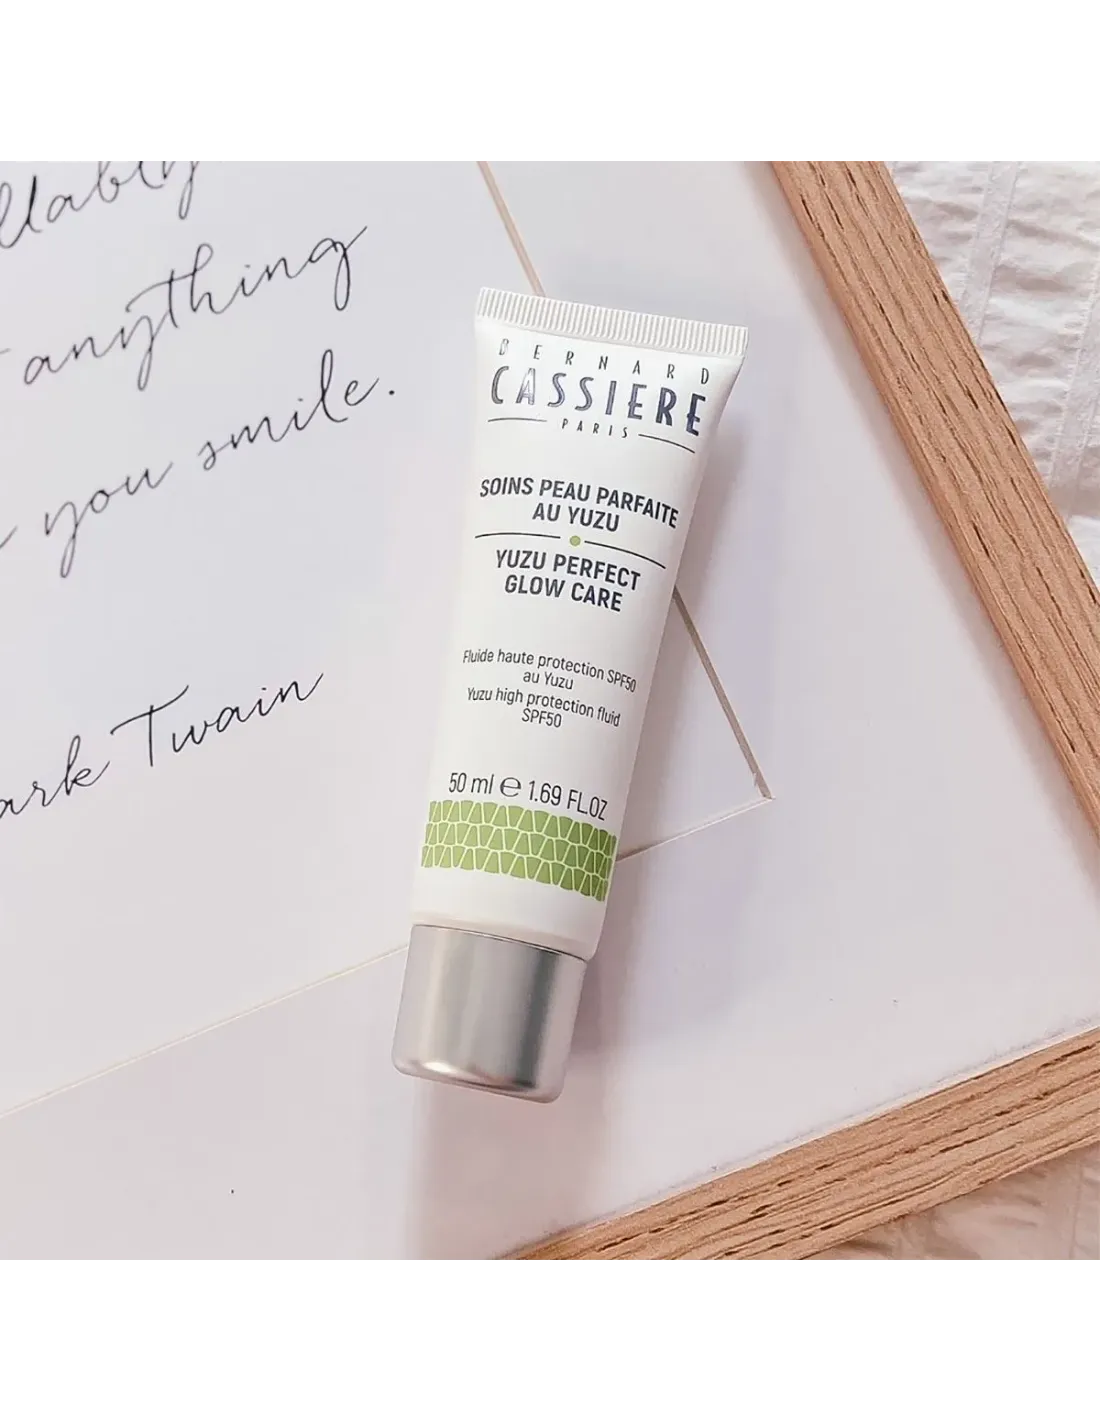 anything
you smile.
Twain
BERNARD
CASSIERE
PARIS
SOINS PEAU PARFAITE
AU YUZU
YUZU PERFECT
GLOW CARE
Fluide haute protection SPF50
au Yuzu
Yuzu high protection fluid
SPF50
50 ml e 1.69 FL.OZ